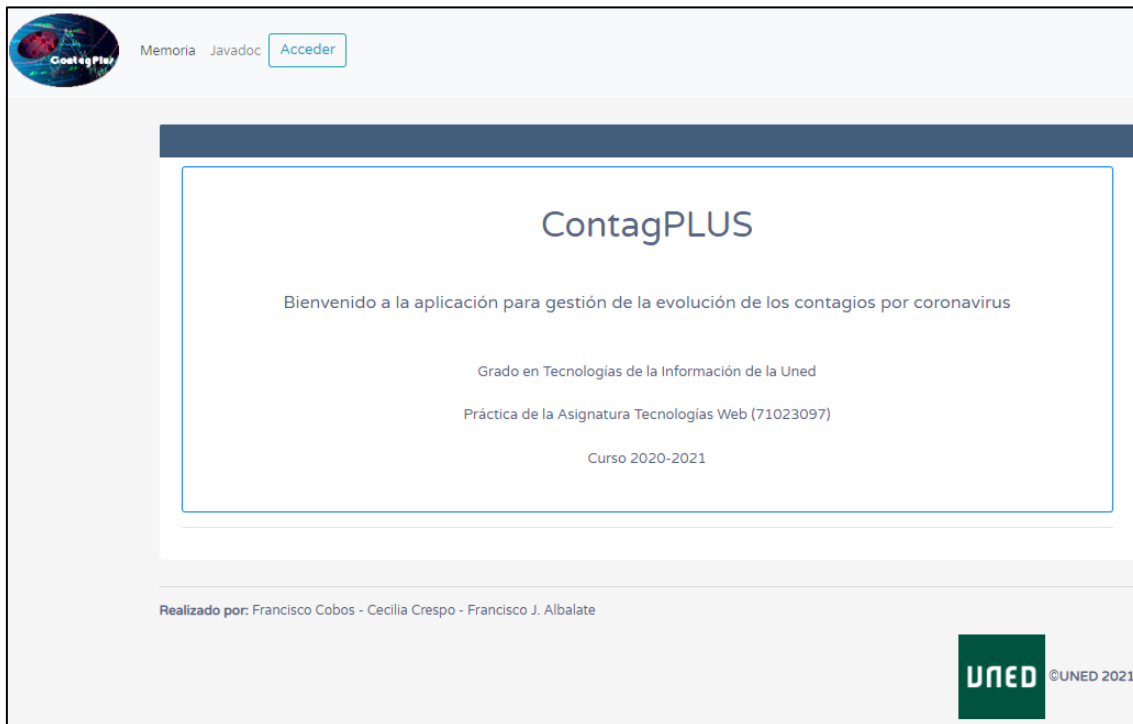 ContagPlus
Memoria Javadoc Acceder
ContagPLUS
Bienvenido a la aplicación para gestión de la evolución de los contagios por coronavirus
Grado en Tecnologías de la Información de la Uned
Práctica de la Asignatura Tecnologías Web (71023097)
Curso 2020-2021
Realizado por: Francisco Cobos - Cecilia Crespo - Francisco J. Albalate
UNED ©UNED 2021